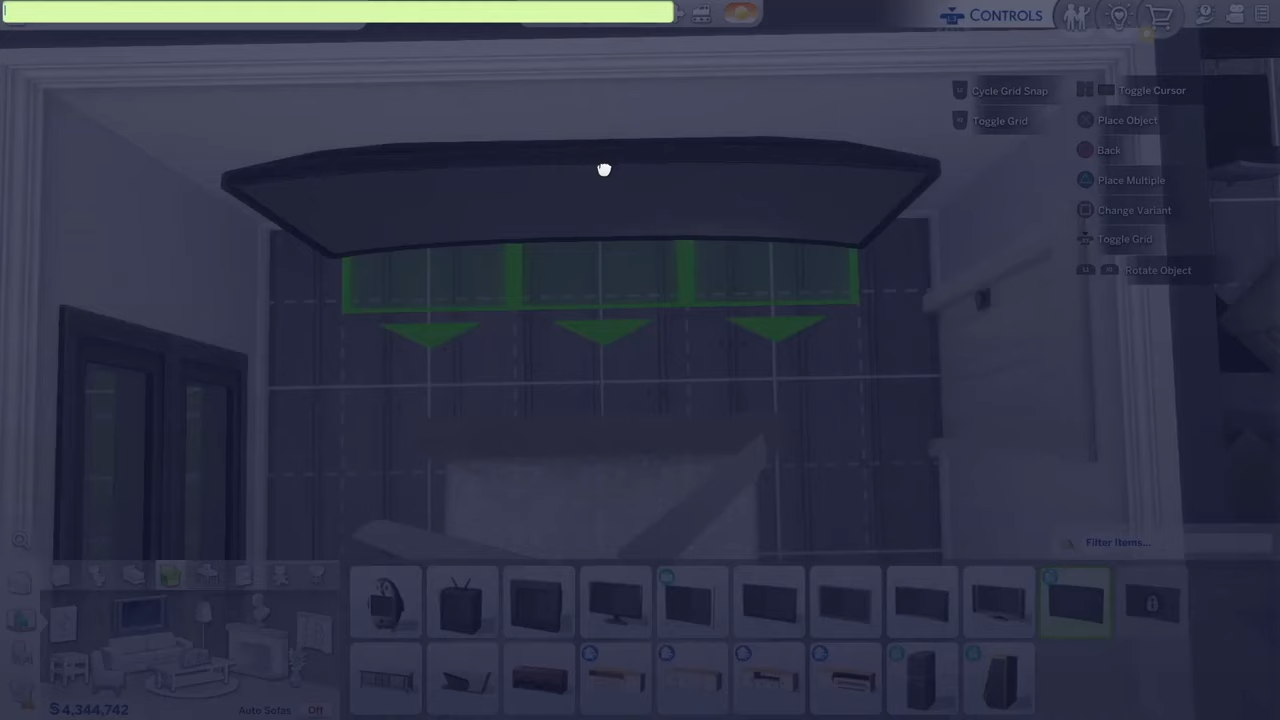 CONTROLS
Cycle Grid Snap
Toggle Cursor
Toggle Grid
Place Object
Back
Place Multiple
Change Variant
Toggle Grid
Rotate Object
Filter Items...
§4,344,742
Auto Sofas Off